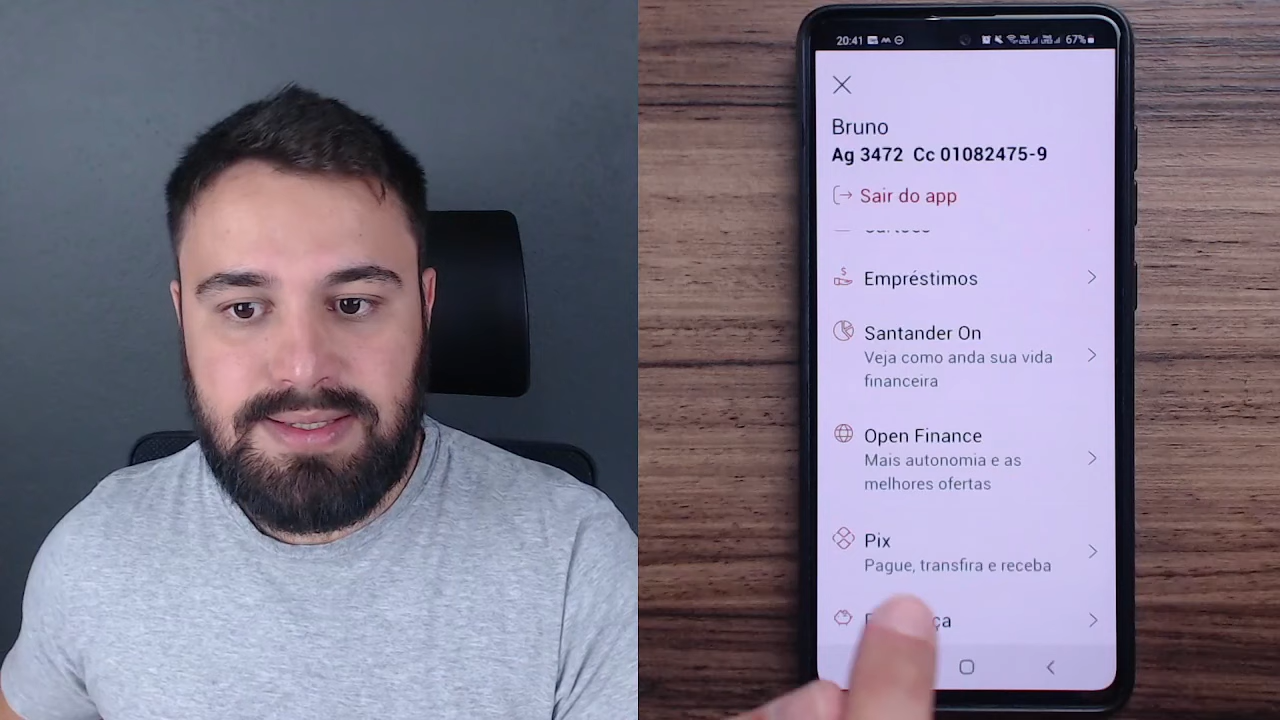 20:41
67%
Bruno
Ag 3472 Cc 01082475-9
Sair do app
Empréstimos
Santander On
Veja como anda sua vida
financeira
Open Finance
Mais autonomia e as
melhores ofertas
Pix
Pague, transfira e receba